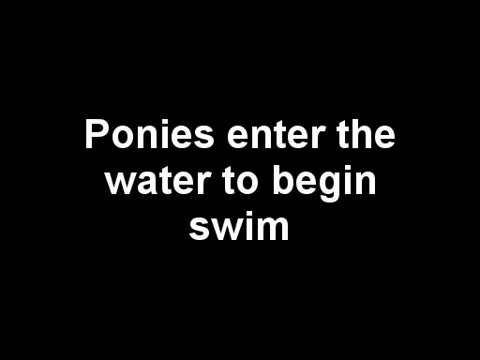 Ponies enter the
water to begin
swim